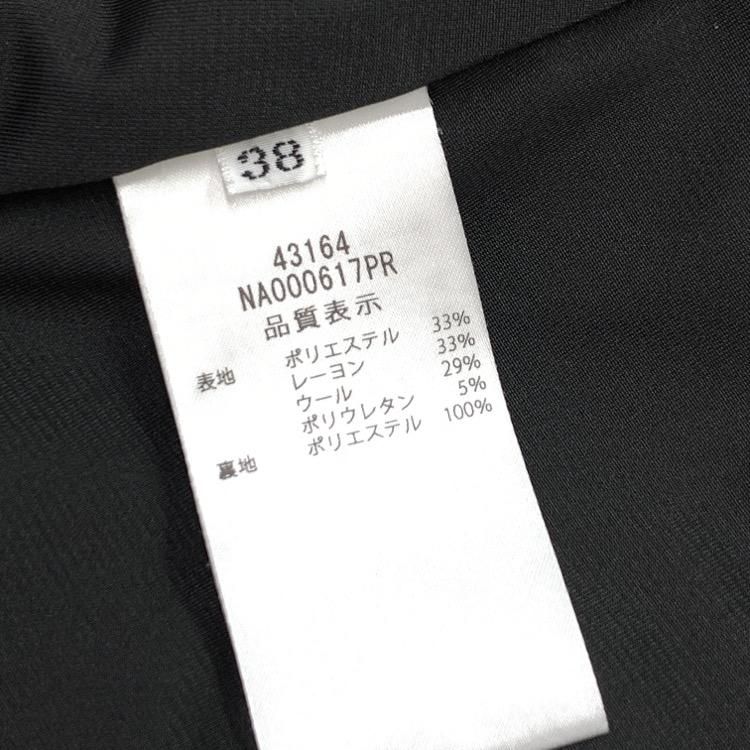 38
43164
NA000617PR
品質表示
表地 ポリエステル 33%
レーヨン 33%
ウール 29%
ポリウレタン 5%
裏地 ポリエステル 100%